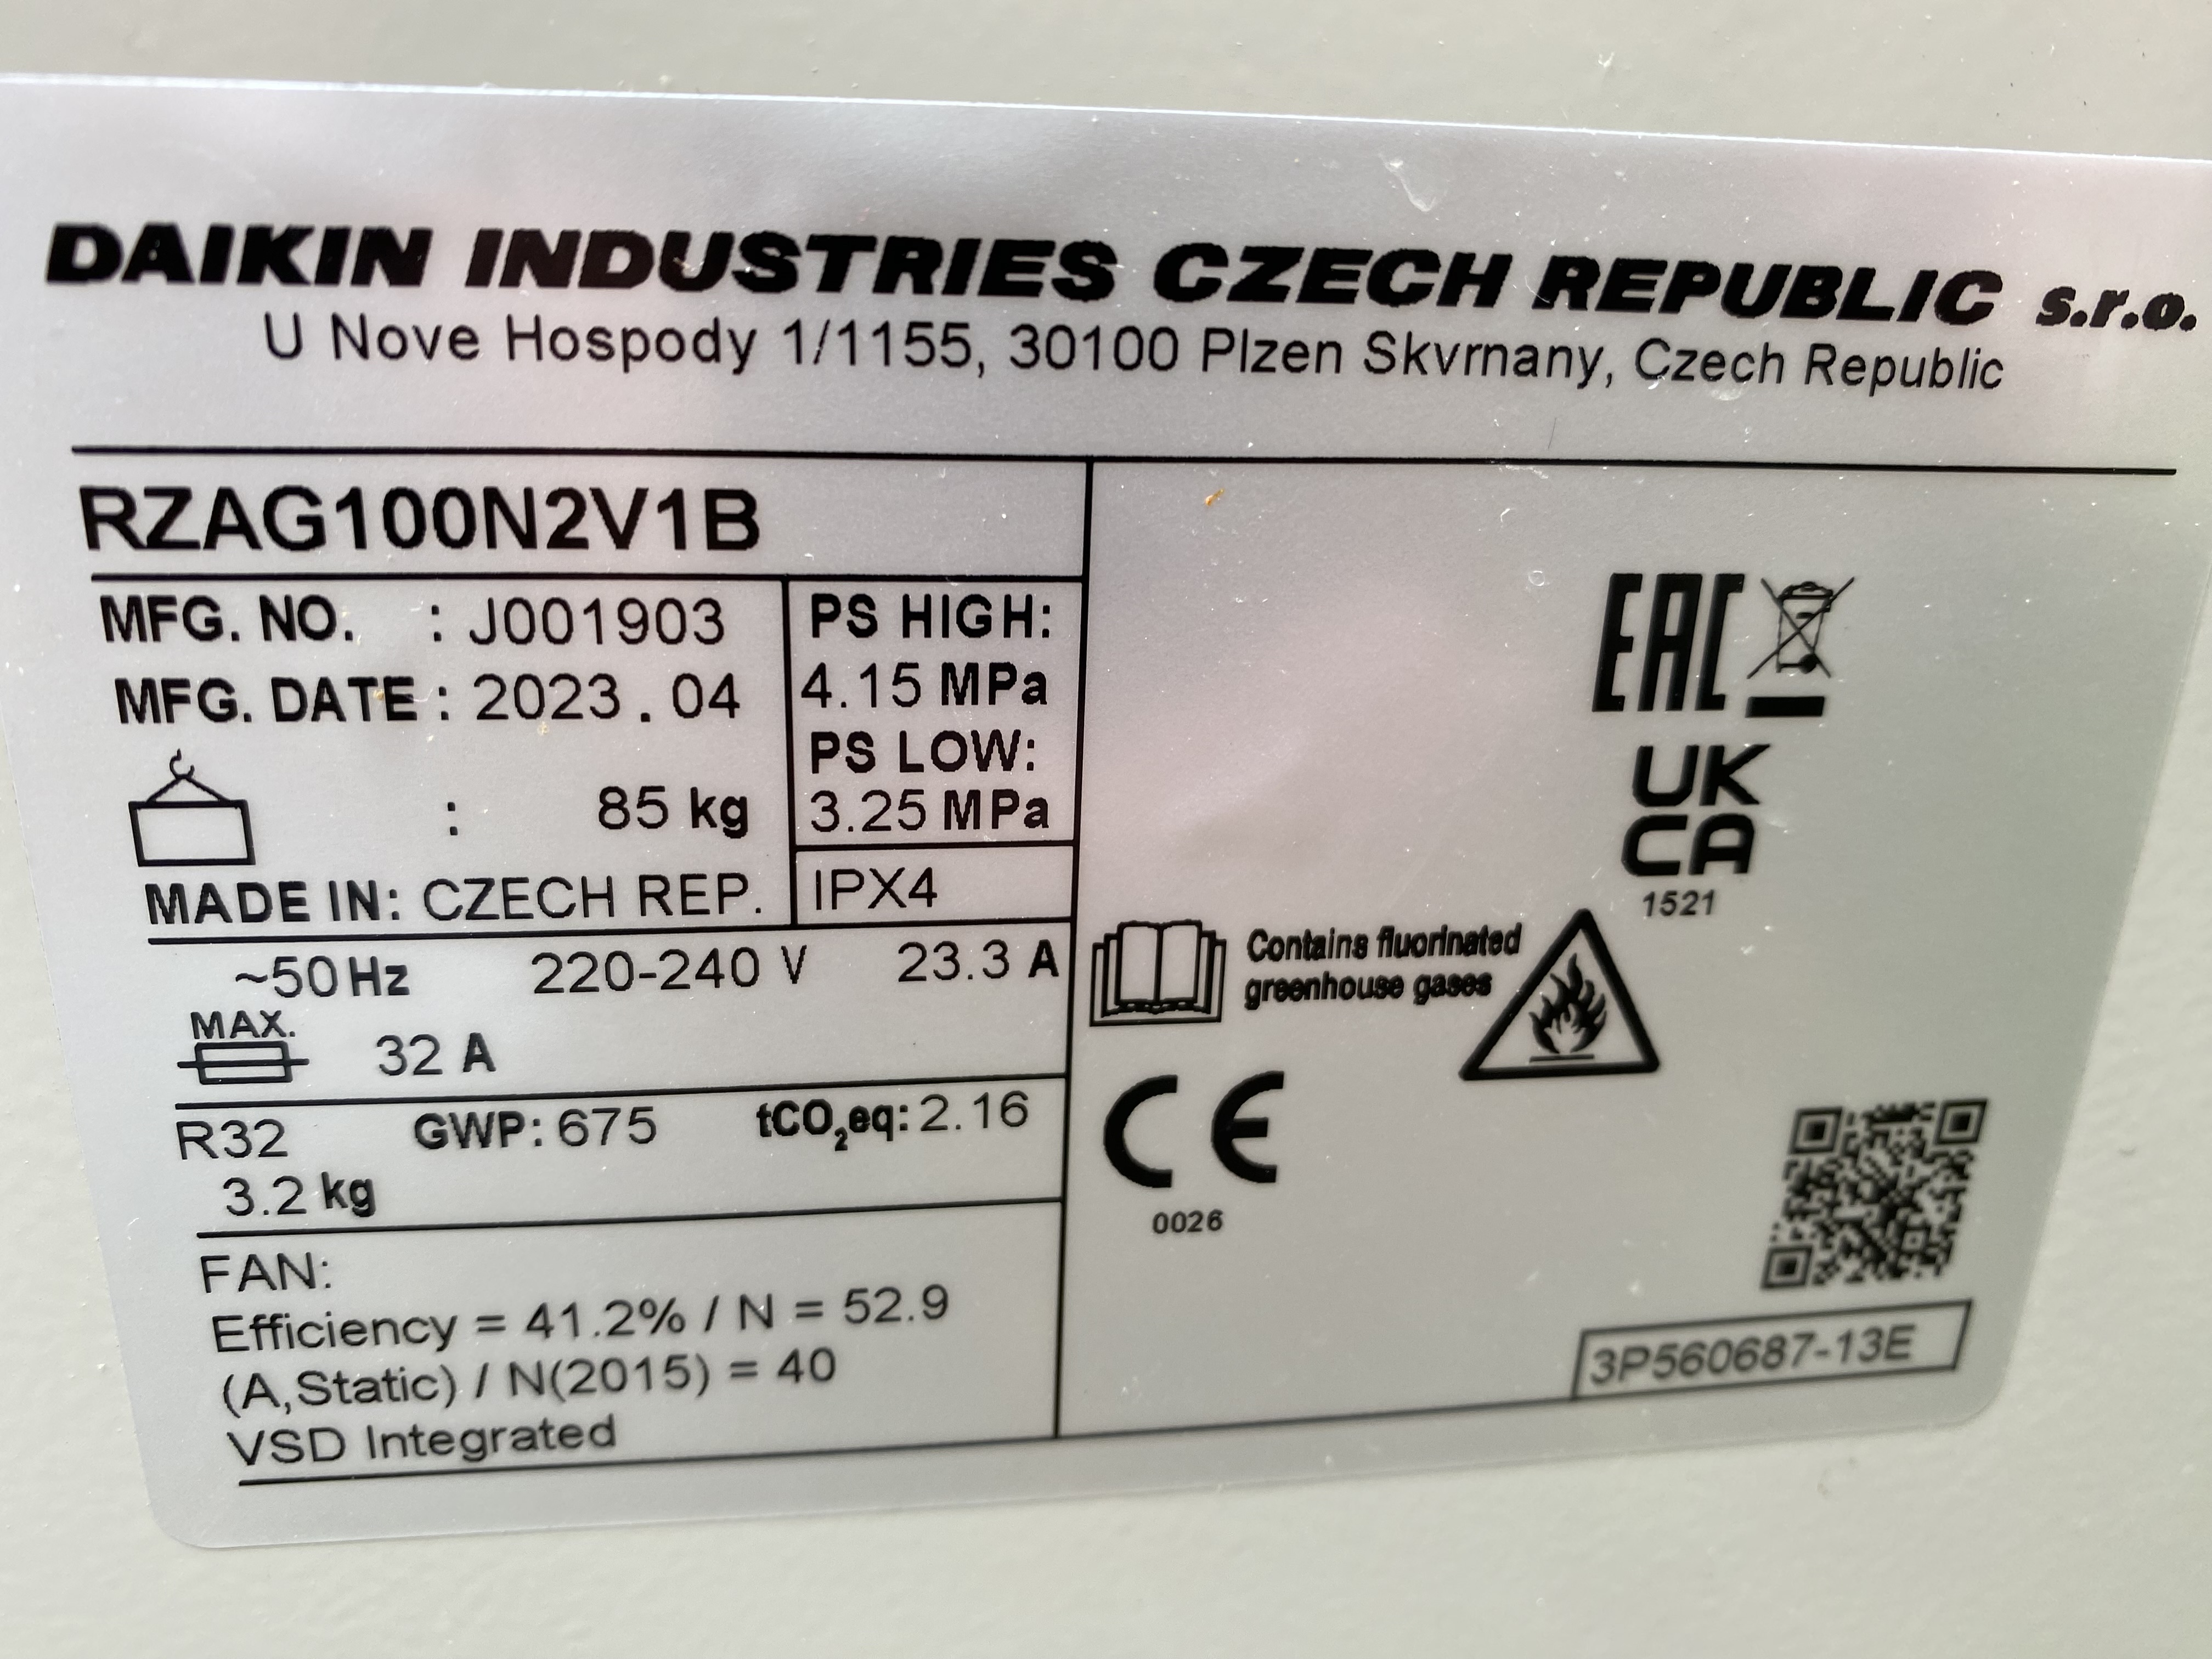 DAIKIN INDUSTRIES CZECH REPUBLIC s.r.o.
U Nove Hospody 1/1155, 30100 Plzen Skvrnany, Czech Republic
RZAG100N2V1B
MFG. NO. : J001903
MFG. DATE : 2023.04
: 85 kg
MADE IN: CZECH REP.
PS HIGH:
4.15 MPa
PS LOW:
3.25 MPa
IPX4
~50Hz 220-240 V 23.3 A
MAX.
32 A
R32 GWP: 675 tCO₂eq: 2.16
3.2 kg
FAN:
Efficiency = 41.2% / N = 52.9
(A,Static) / N(2015) = 40
VSD Integrated
EAC
UK
CA
1521
Contains fluorinated
greenhouse gases
CE
0026
3P560687-13E